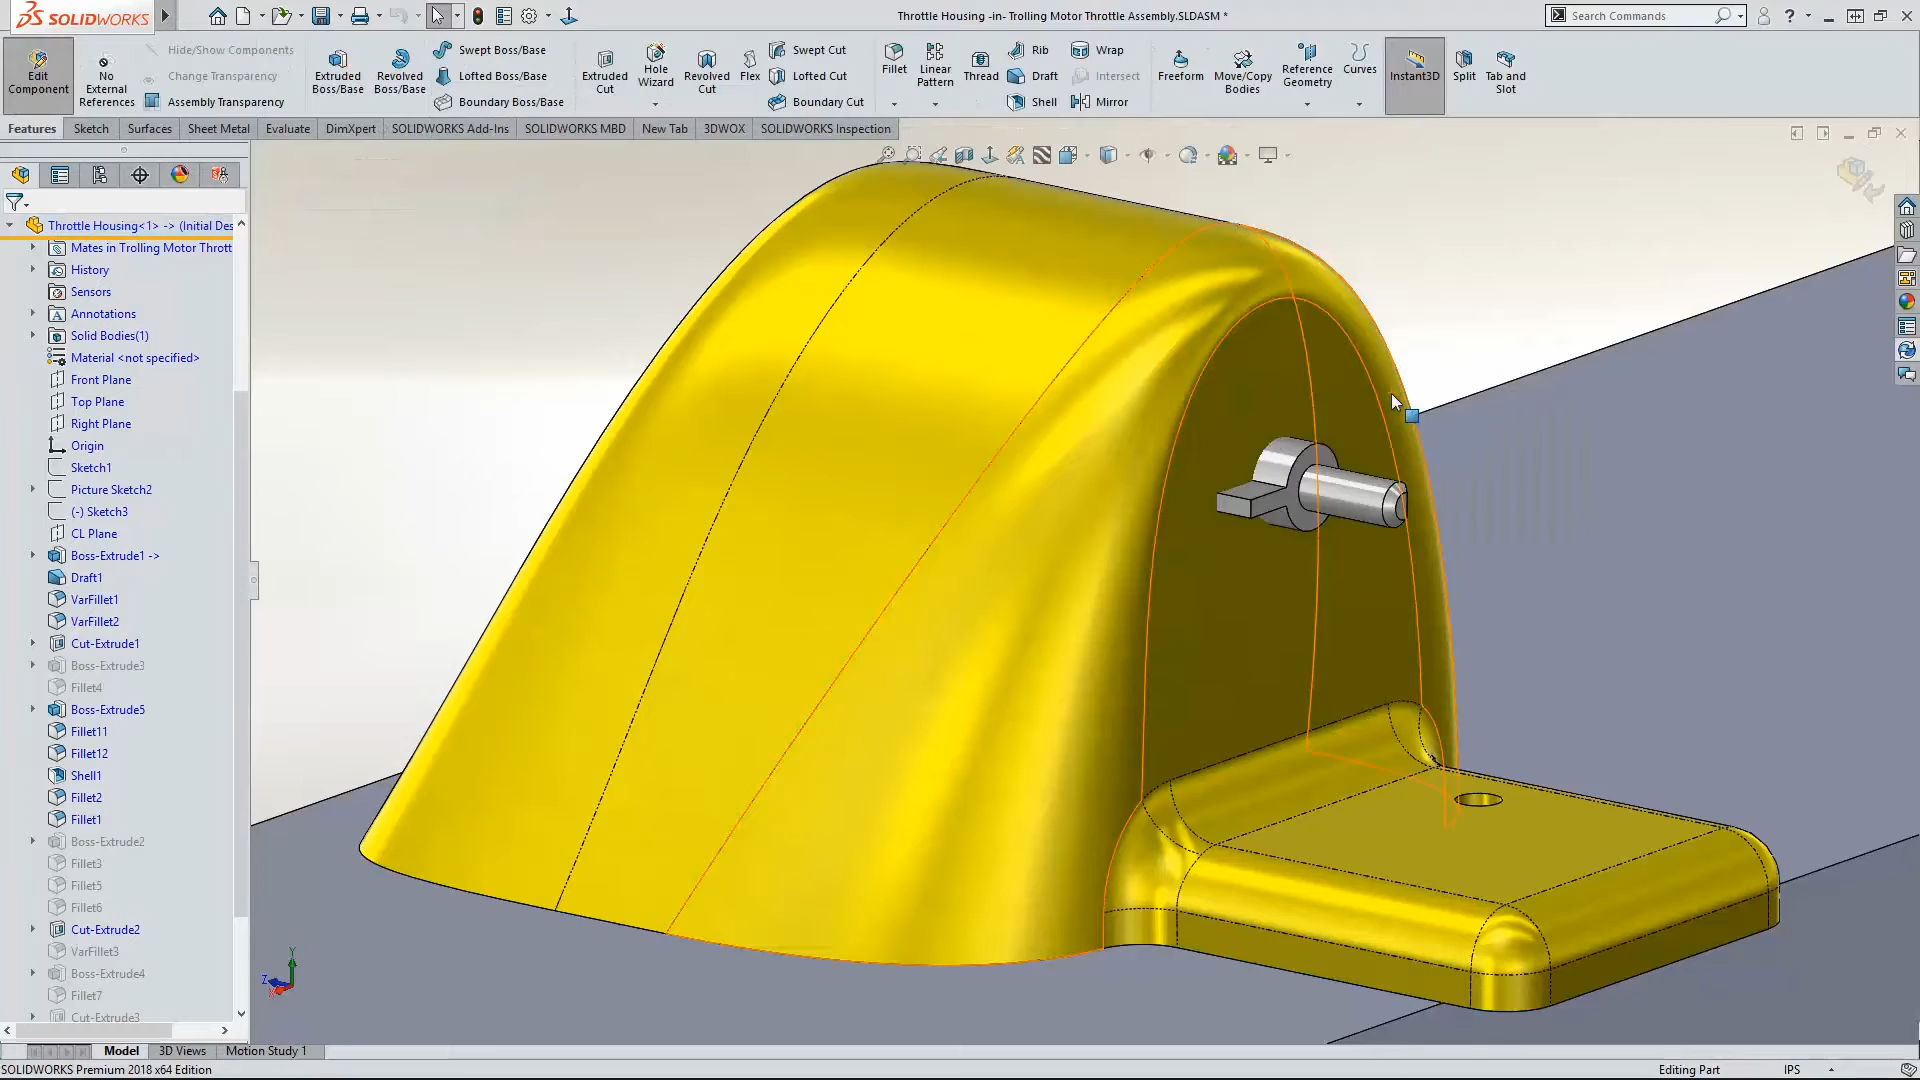 SOLIDWORKS
Throttle Housing -in- Trolling Motor Throttle Assembly.SLDASM *
Search Commands
Edit Component
No External References
Hide/Show Components
Change Transparency
Assembly Transparency
Extruded Boss/Base
Revolved Boss/Base
Swept Boss/Base
Lofted Boss/Base
Boundary Boss/Base
Extruded Cut
Hole Wizard
Revolved Cut
Flex
Swept Cut
Lofted Cut
Boundary Cut
Fillet
Linear Pattern
Thread
Rib
Draft
Shell
Wrap
Intersect
Mirror
Freeform
Move/Copy Bodies
Reference Geometry
Curves
Instant3D
Split
Tab and Slot
Features
Sketch
Surfaces
Sheet Metal
Evaluate
DimXpert
SOLIDWORKS Add-Ins
SOLIDWORKS MBD
New Tab
3DWOX
SOLIDWORKS Inspection
Throttle Housing<1> -> (Initial Des
Mates in Trolling Motor Thrott
History
Sensors
Annotations
Solid Bodies(1)
Material <not specified>
Front Plane
Top Plane
Right Plane
Origin
Sketch1
Picture Sketch2
(-) Sketch3
CL Plane
Boss-Extrude1 ->
Draft1
VarFillet1
VarFillet2
Cut-Extrude1
Boss-Extrude3
Fillet4
Boss-Extrude5
Fillet11
Fillet12
Shell1
Fillet2
Fillet1
Boss-Extrude2
Fillet3
Fillet5
Fillet6
Cut-Extrude2
VarFillet3
Boss-Extrude4
Fillet7
Cut-Extrude3
Y
Z
X
Model
3D Views
Motion Study 1
SOLIDWORKS Premium 2018 x64 Edition
Editing Part
IPS